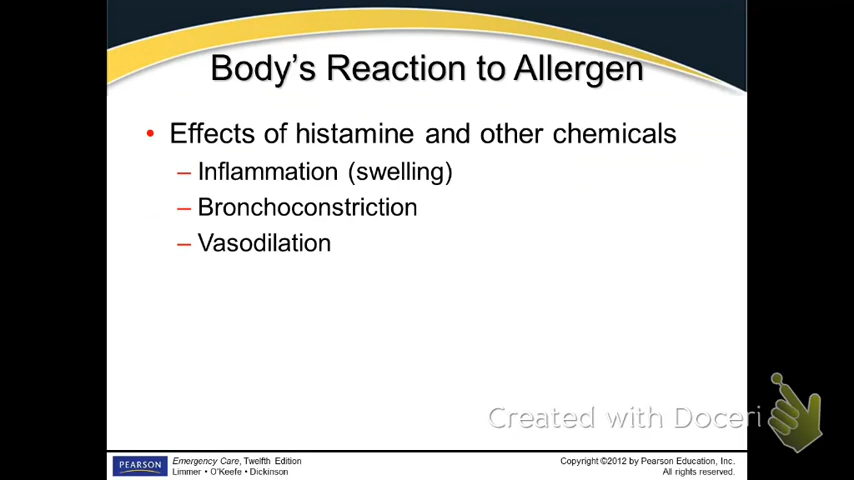 Body's Reaction to Allergen
• Effects of histamine and other chemicals
– Inflammation (swelling)
– Bronchoconstriction
– Vasodilation
Created with Doceri
PEARSON
Emergency Care, Twelfth Edition
Limmer • O'Keefe • Dickinson
Copyright ©2012 by Pearson Education, Inc.
All rights reserved.